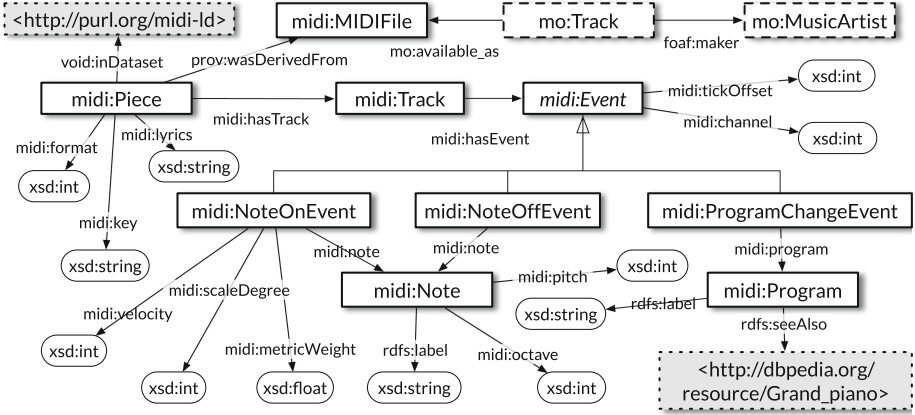 <http://purl.org/midi-ld>
midi:MIDIFile
mo:Track
mo:MusicArtist
mo:available_as
foaf:maker
void:inDataset
prov:wasDerivedFrom
midi:Piece
midi:hasTrack
midi:Track
midi:hasEvent
midi:Event
midi:tickOffset
xsd:int
midi:channel
xsd:int
midi:format
midi:lyrics
xsd:int
xsd:string
midi:key
xsd:string
midi:NoteOnEvent
midi:NoteOffEvent
midi:ProgramChangeEvent
midi:note
midi:note
midi:program
midi:velocity
midi:scaleDegree
midi:metricWeight
xsd:int
xsd:int
xsd:float
midi:Note
midi:pitch
xsd:int
rdfs:label
midi:octave
xsd:string
xsd:int
midi:Program
rdfs:label
xsd:string
rdfs:seeAlso
<http://dbpedia.org/
resource/Grand_piano>